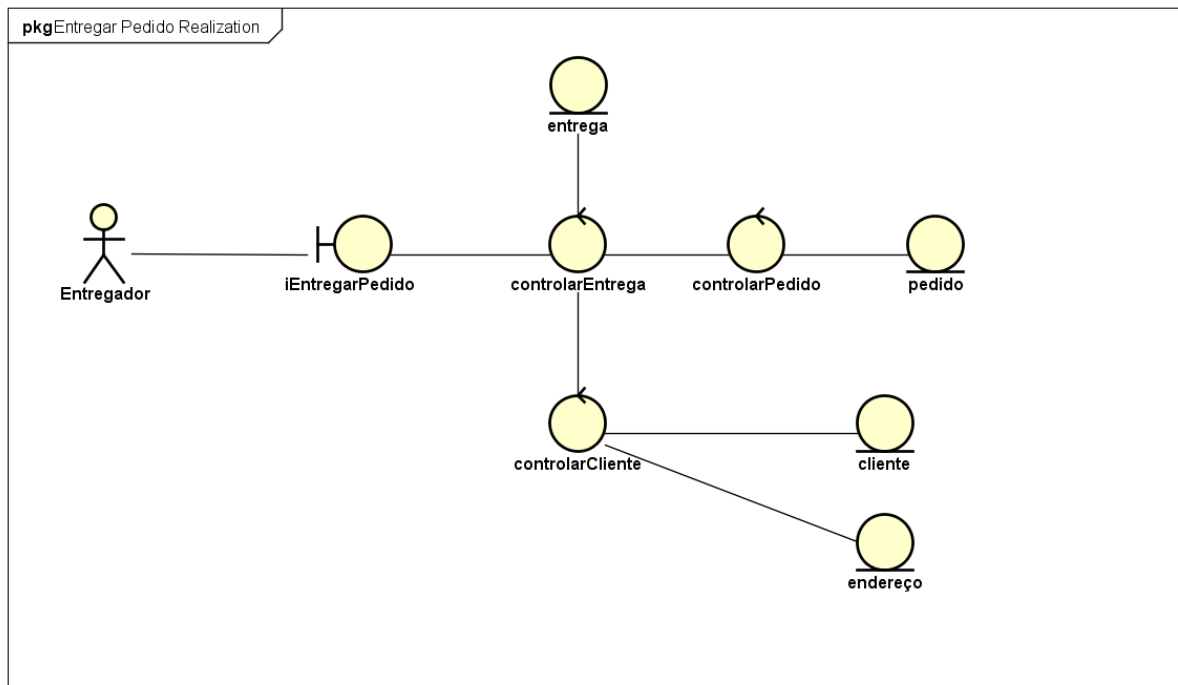 pkgEntregar Pedido Realization
entrega
Entregador
iEntregarPedido
controlarEntrega
controlarPedido
pedido
controlarCliente
cliente
endereço